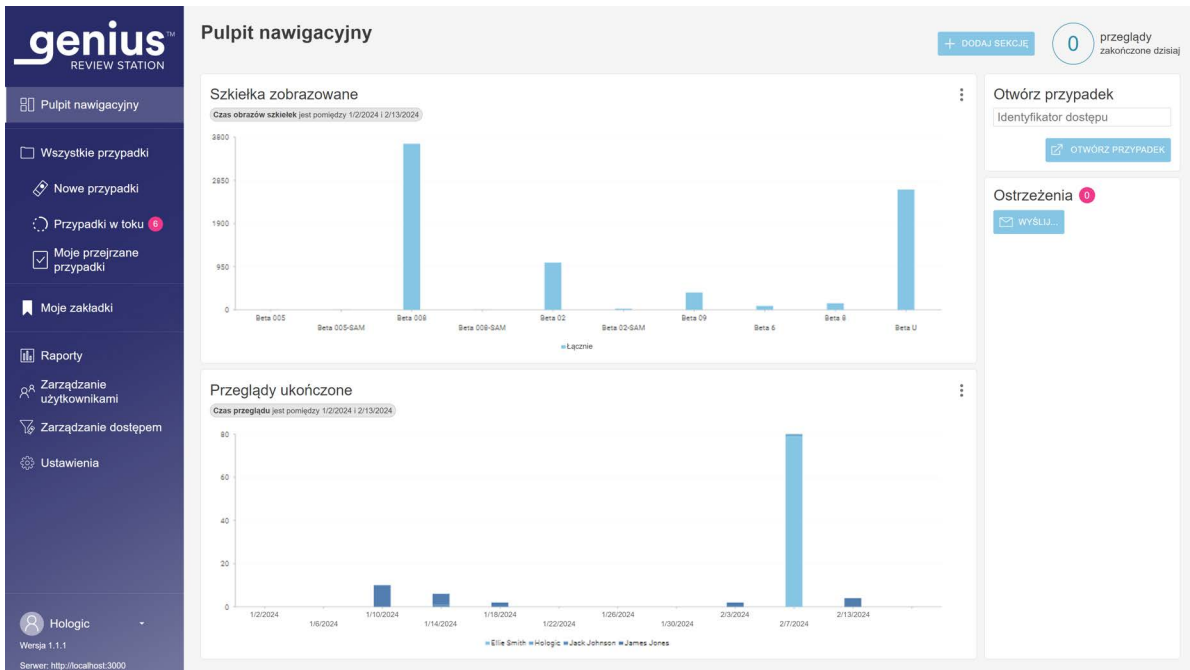 genius™
REVIEW STATION
Pulpit nawigacyjny
Wszystkie przypadki
Nowe przypadki
Przypadki w toku 6
Moje przejrzane
przypadki
Moje zakładki
Raporty
Zarządzanie
użytkownikami
Zarządzanie dostępem
Ustawienia
Hologic
Wersja 1.1.1
Serwer: http://localhost:3000
Pulpit nawigacyjny
+ DODAJ SEKCJĘ
0
przeglądy
zakończone dzisiaj
Szkiełka zobrazowane
Czas obrazów szkiełek jest pomiędzy 1/2/2024 i 2/13/2024
3800
2850
1900
950
0
Beta 005
Beta 005-SAM
Beta 008
Beta 008-SAM
Beta 02
Beta 02-SAM
Beta 09
Beta 6
Beta 8
Beta U
Łącznie
Przeglądy ukończone
Czas przeglądu jest pomiędzy 1/2/2024 i 2/13/2024
80
60
40
20
0
1/2/2024
1/6/2024
1/10/2024
1/14/2024
1/18/2024
1/22/2024
1/26/2024
1/30/2024
2/3/2024
2/7/2024
2/13/2024
Ellie Smith Hologic Jack Johnson James Jones
Otwórz przypadek
Identyfikator dostępu
OTWÓRZ PRZYPADEK
Ostrzeżenia 0
WYŚLIJ...